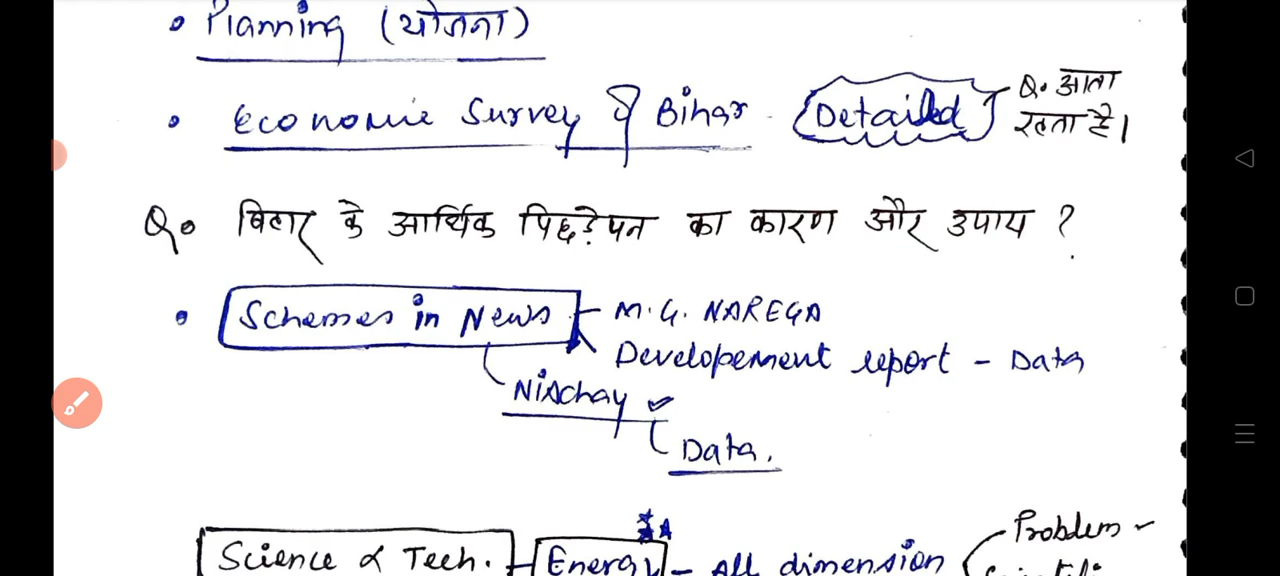 • Planning (योजना)
• Economic Survey of Bihar (Detailed) Q. आता
रहता है।
Q. बिहार के आर्थिक पिछड़ेपन का कारण और उपाय ?
• Schemes in News - M.G. NAREGA
Developement report - Data
Nischay ✓
Data.
Science & Tech. - Energy - All dimension
Problem -